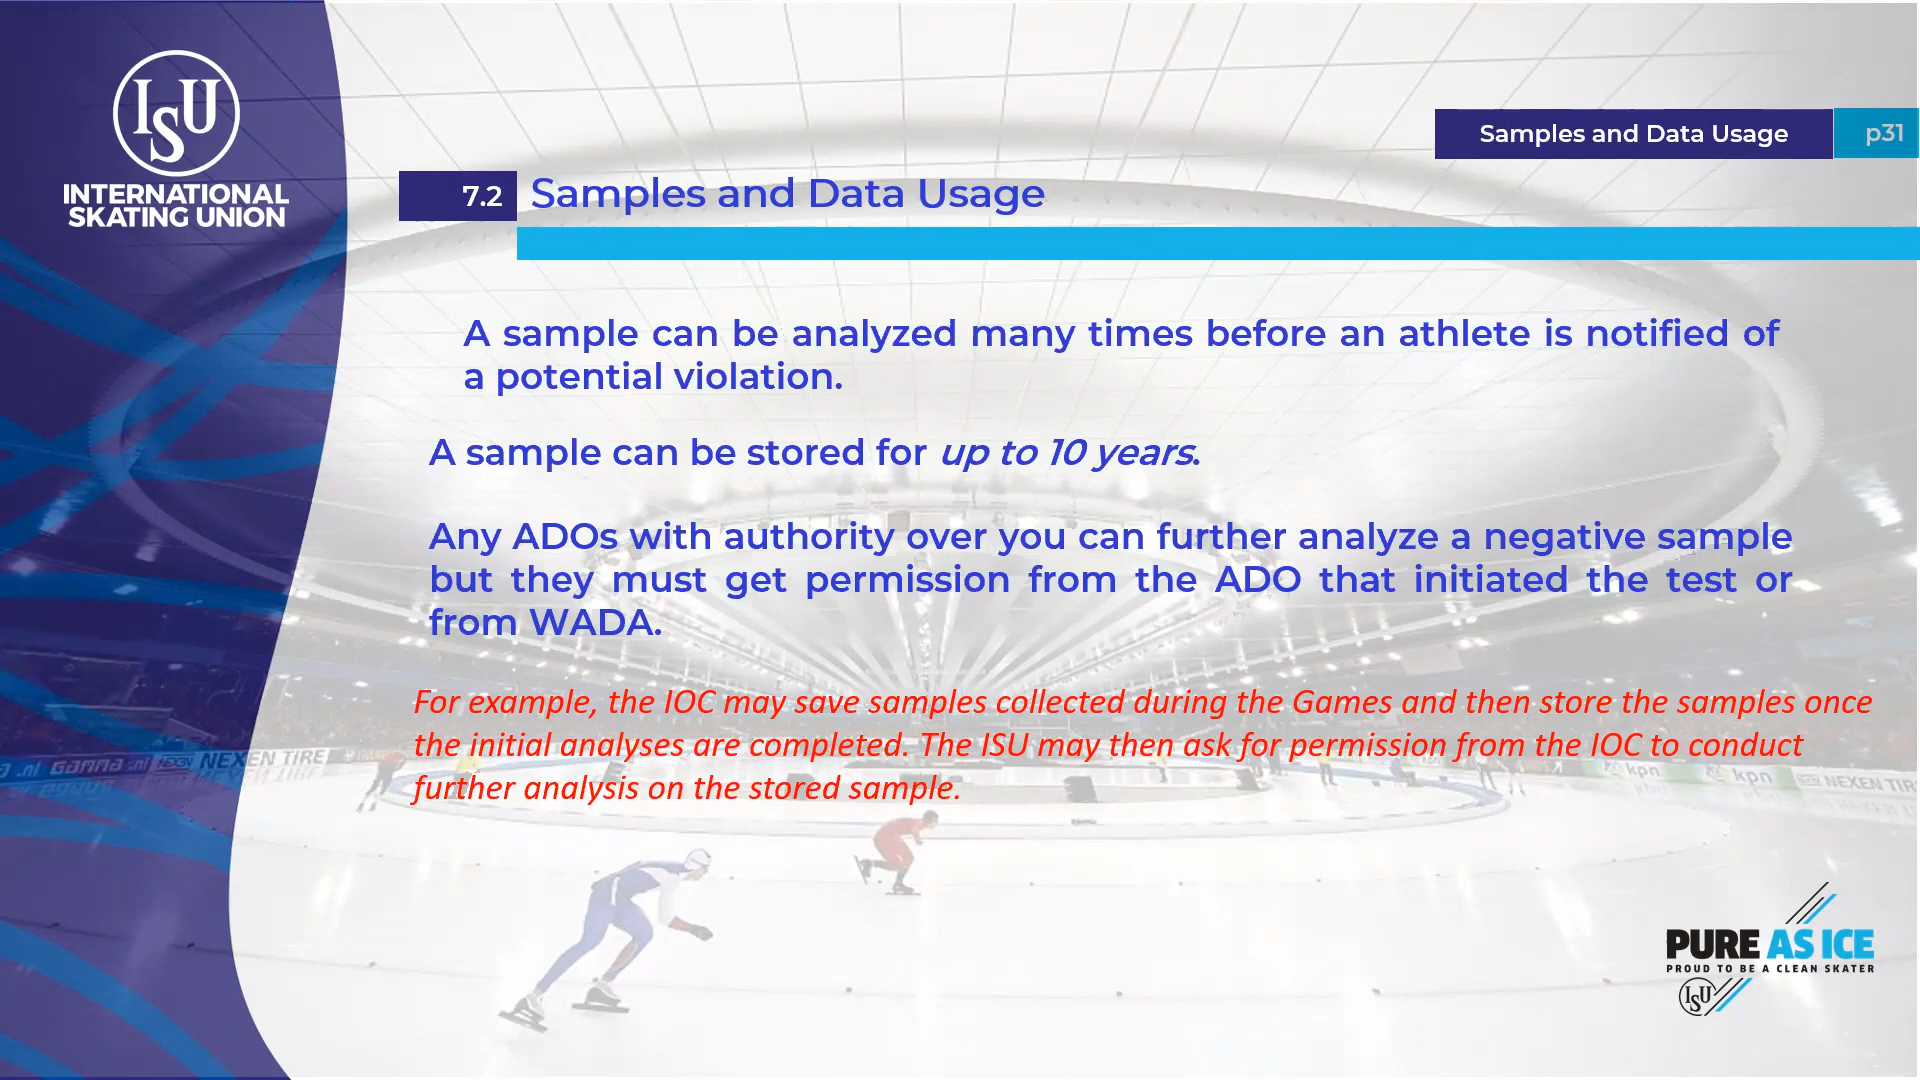 ISU
INTERNATIONAL
SKATING UNION
Samples and Data Usage p31
7.2 Samples and Data Usage
A sample can be analyzed many times before an athlete is notified of
a potential violation.
A sample can be stored for up to 10 years.
Any ADOs with authority over you can further analyze a negative sample
but they must get permission from the ADO that initiated the test or
from WADA.
For example, the IOC may save samples collected during the Games and then store the samples once
the initial analyses are completed. The ISU may then ask for permission from the IOC to conduct
further analysis on the stored sample.
NEXEN TIRE
kpn
kpn
NEXEN TIR
PURE AS ICE
PROUD TO BE A CLEAN SKATER
ISU